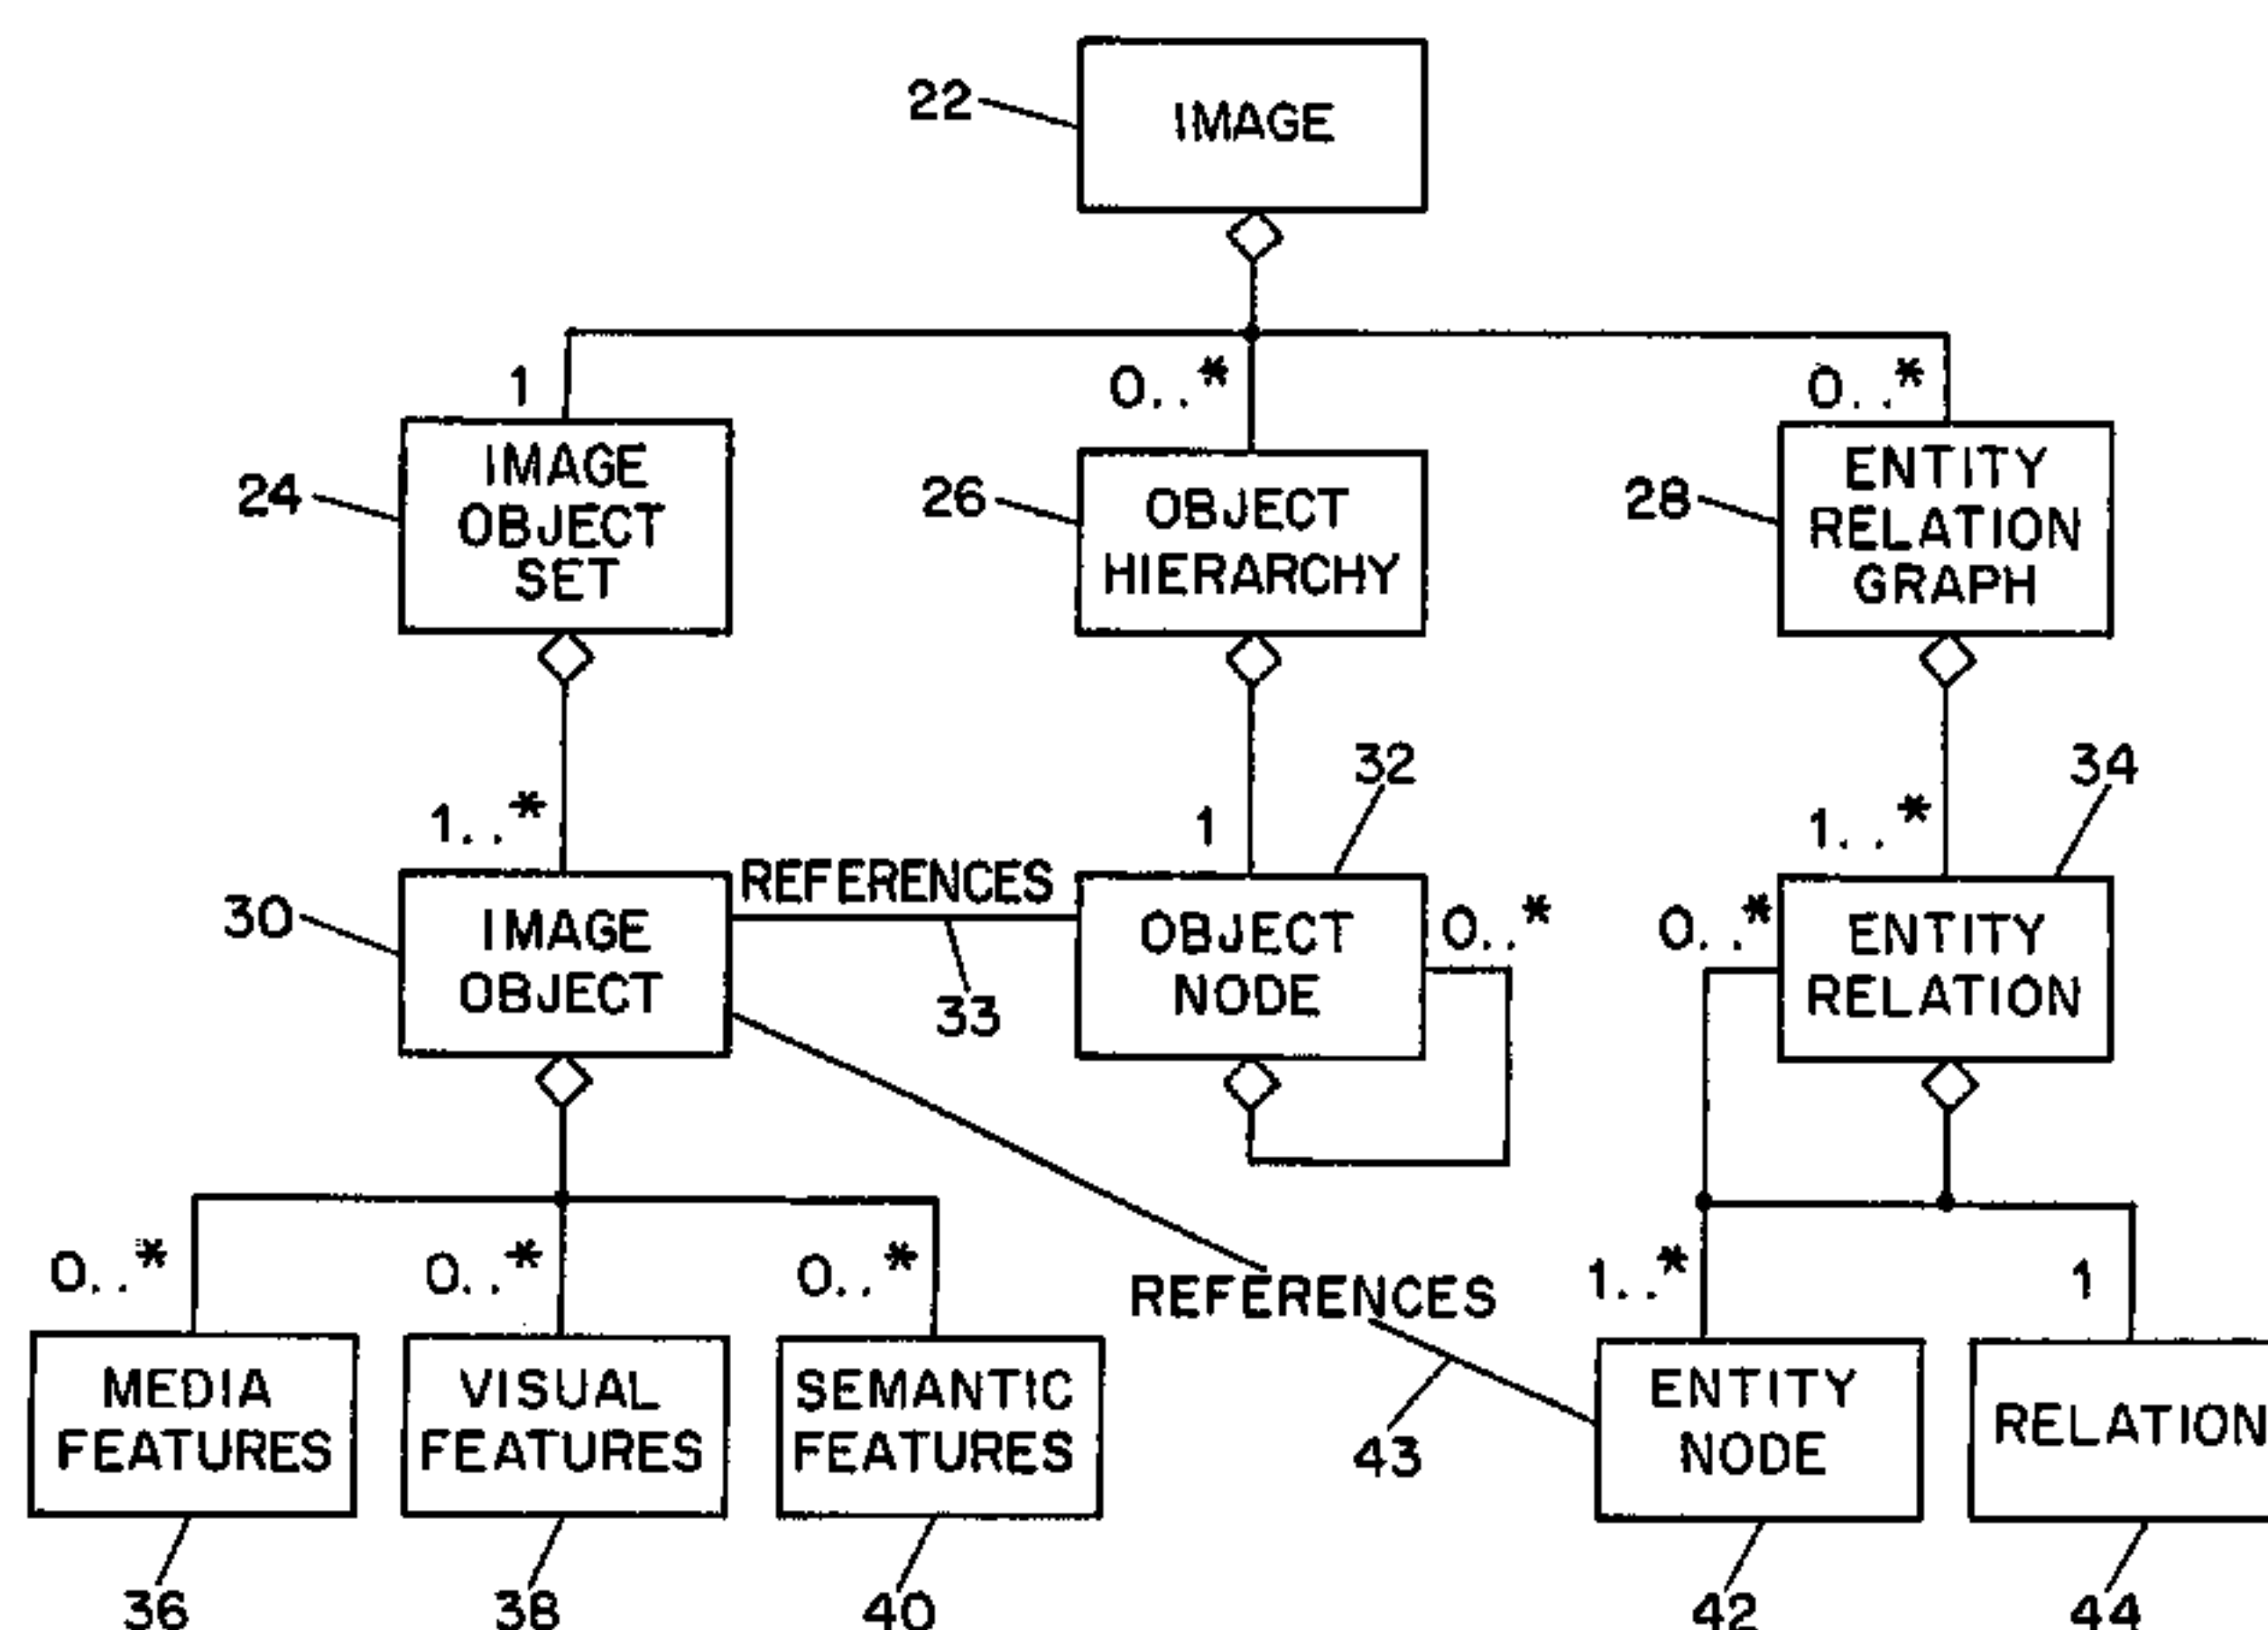 22
IMAGE
1
0..*
0..*
24
IMAGE
OBJECT
SET
26
OBJECT
HIERARCHY
28
ENTITY
RELATION
GRAPH
32
34
1..*
1
1..*
30
IMAGE
OBJECT
REFERENCES
33
OBJECT
NODE
0..*
0..*
ENTITY
RELATION
0..*
0..*
0..*
REFERENCES
43
1..*
1
MEDIA
FEATURES
VISUAL
FEATURES
SEMANTIC
FEATURES
ENTITY
NODE
RELATION
36
38
40
42
44